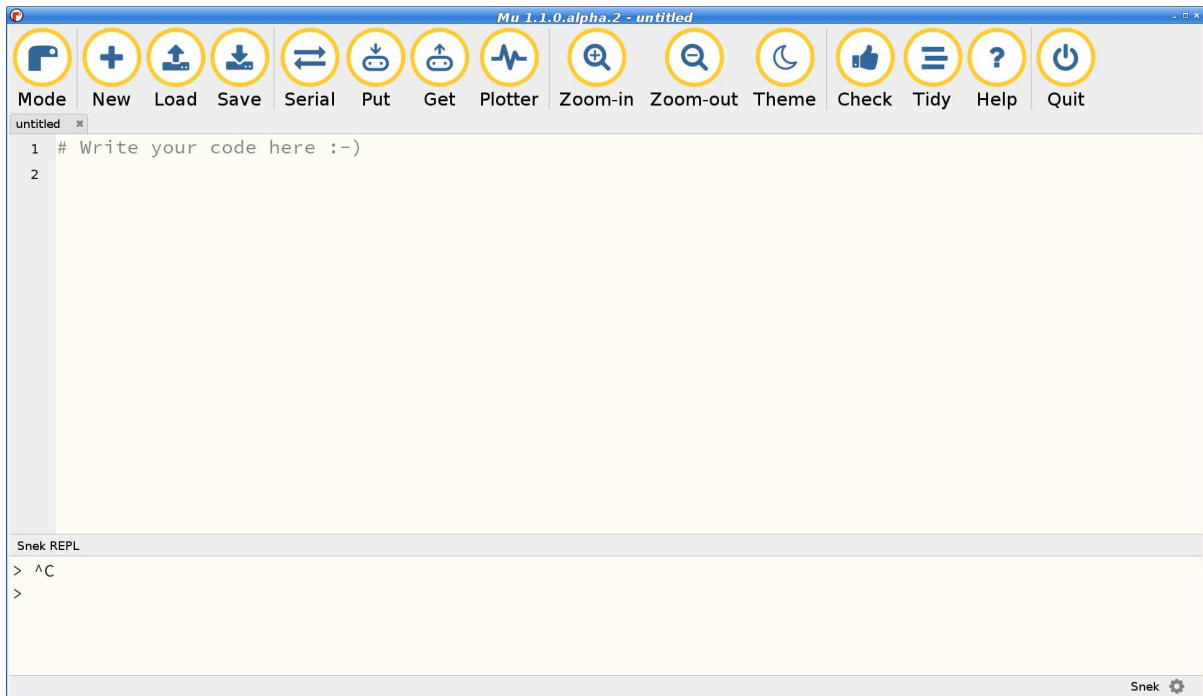 Mu 1.1.0.alpha.2 - untitled
Mode New Load Save Serial Put Get Plotter Zoom-in Zoom-out Theme Check Tidy Help Quit
untitled
1 # Write your code here :-)
2
Snek REPL
> ^C
>
Snek